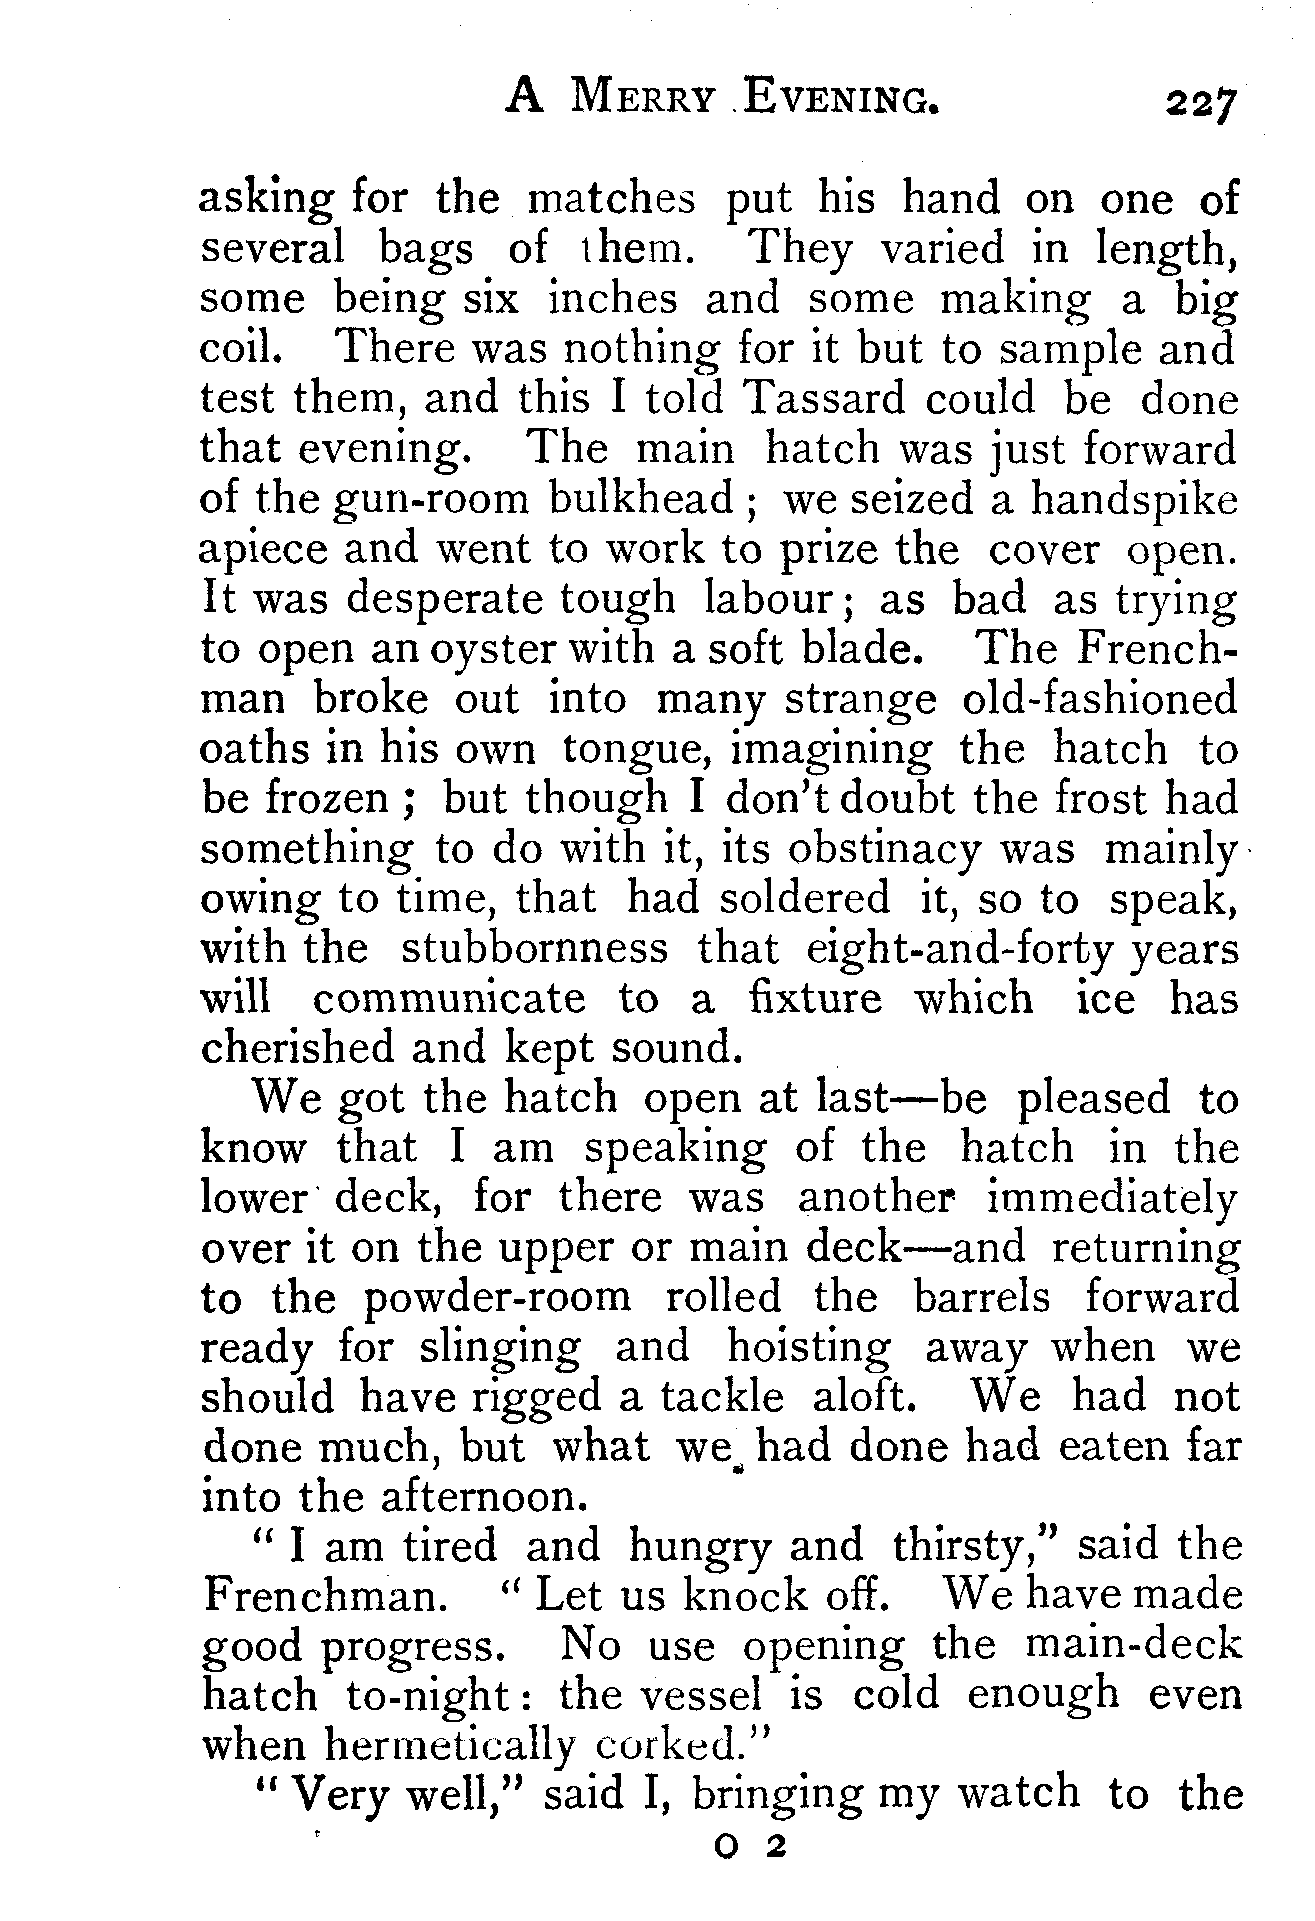 A MERRY EVENING. 227
asking for the matches put his hand on one of
several bags of them. They varied in length,
some being six inches and some making a big
coil. There was nothing for it but to sample and
test them, and this I told Tassard could be done
that evening. The main hatch was just forward
of the gun-room bulkhead ; we seized a handspike
apiece and went to work to prize the cover open.
It was desperate tough labour; as bad as trying
to open an oyster with a soft blade. The French-
man broke out into many strange old-fashioned
oaths in his own tongue, imagining the hatch to
be frozen ; but though I don't doubt the frost had
something to do with it, its obstinacy was mainly
owing to time, that had soldered it, so to speak,
with the stubbornness that eight-and-forty years
will communicate to a fixture which ice has
cherished and kept sound.
We got the hatch open at last—be pleased to
know that I am speaking of the hatch in the
lower deck, for there was another immediately
over it on the upper or main deck—and returning
to the powder-room rolled the barrels forward
ready for slinging and hoisting away when we
should have rigged a tackle aloft. We had not
done much, but what we had done had eaten far
into the afternoon.
" I am tired and hungry and thirsty," said the
Frenchman. " Let us knock off. We have made
good progress. No use opening the main-deck
hatch to-night : the vessel is cold enough even
when hermetically corked."
" Very well," said I, bringing my watch to the
O 2